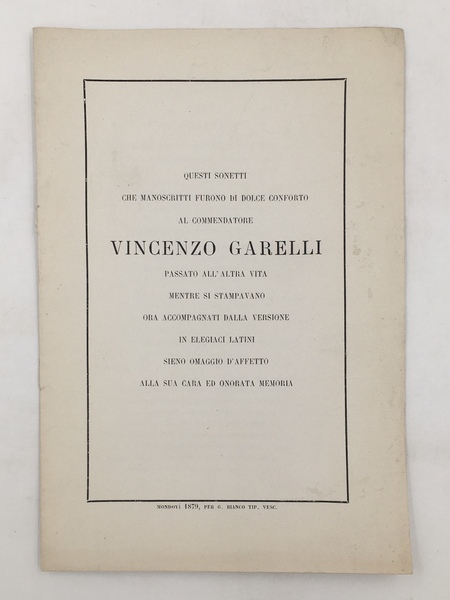 QUESTI SONETTI
CHE MANOSCRITTI FURONO DI DOLCE CONFORTO
AL COMMENDATORE
VINCENZO GARELLI
PASSATO ALL'ALTRA VITA
MENTRE SI STAMPAVANO
ORA ACCOMPAGNATI DALLA VERSIONE
IN ELEGIACI LATINI
SIENO OMAGGIO D'AFFETTO
ALLA SUA CARA ED ONORATA MEMORIA
MONDOVÌ 1879, PER G. BIANCO TIP. VESC.